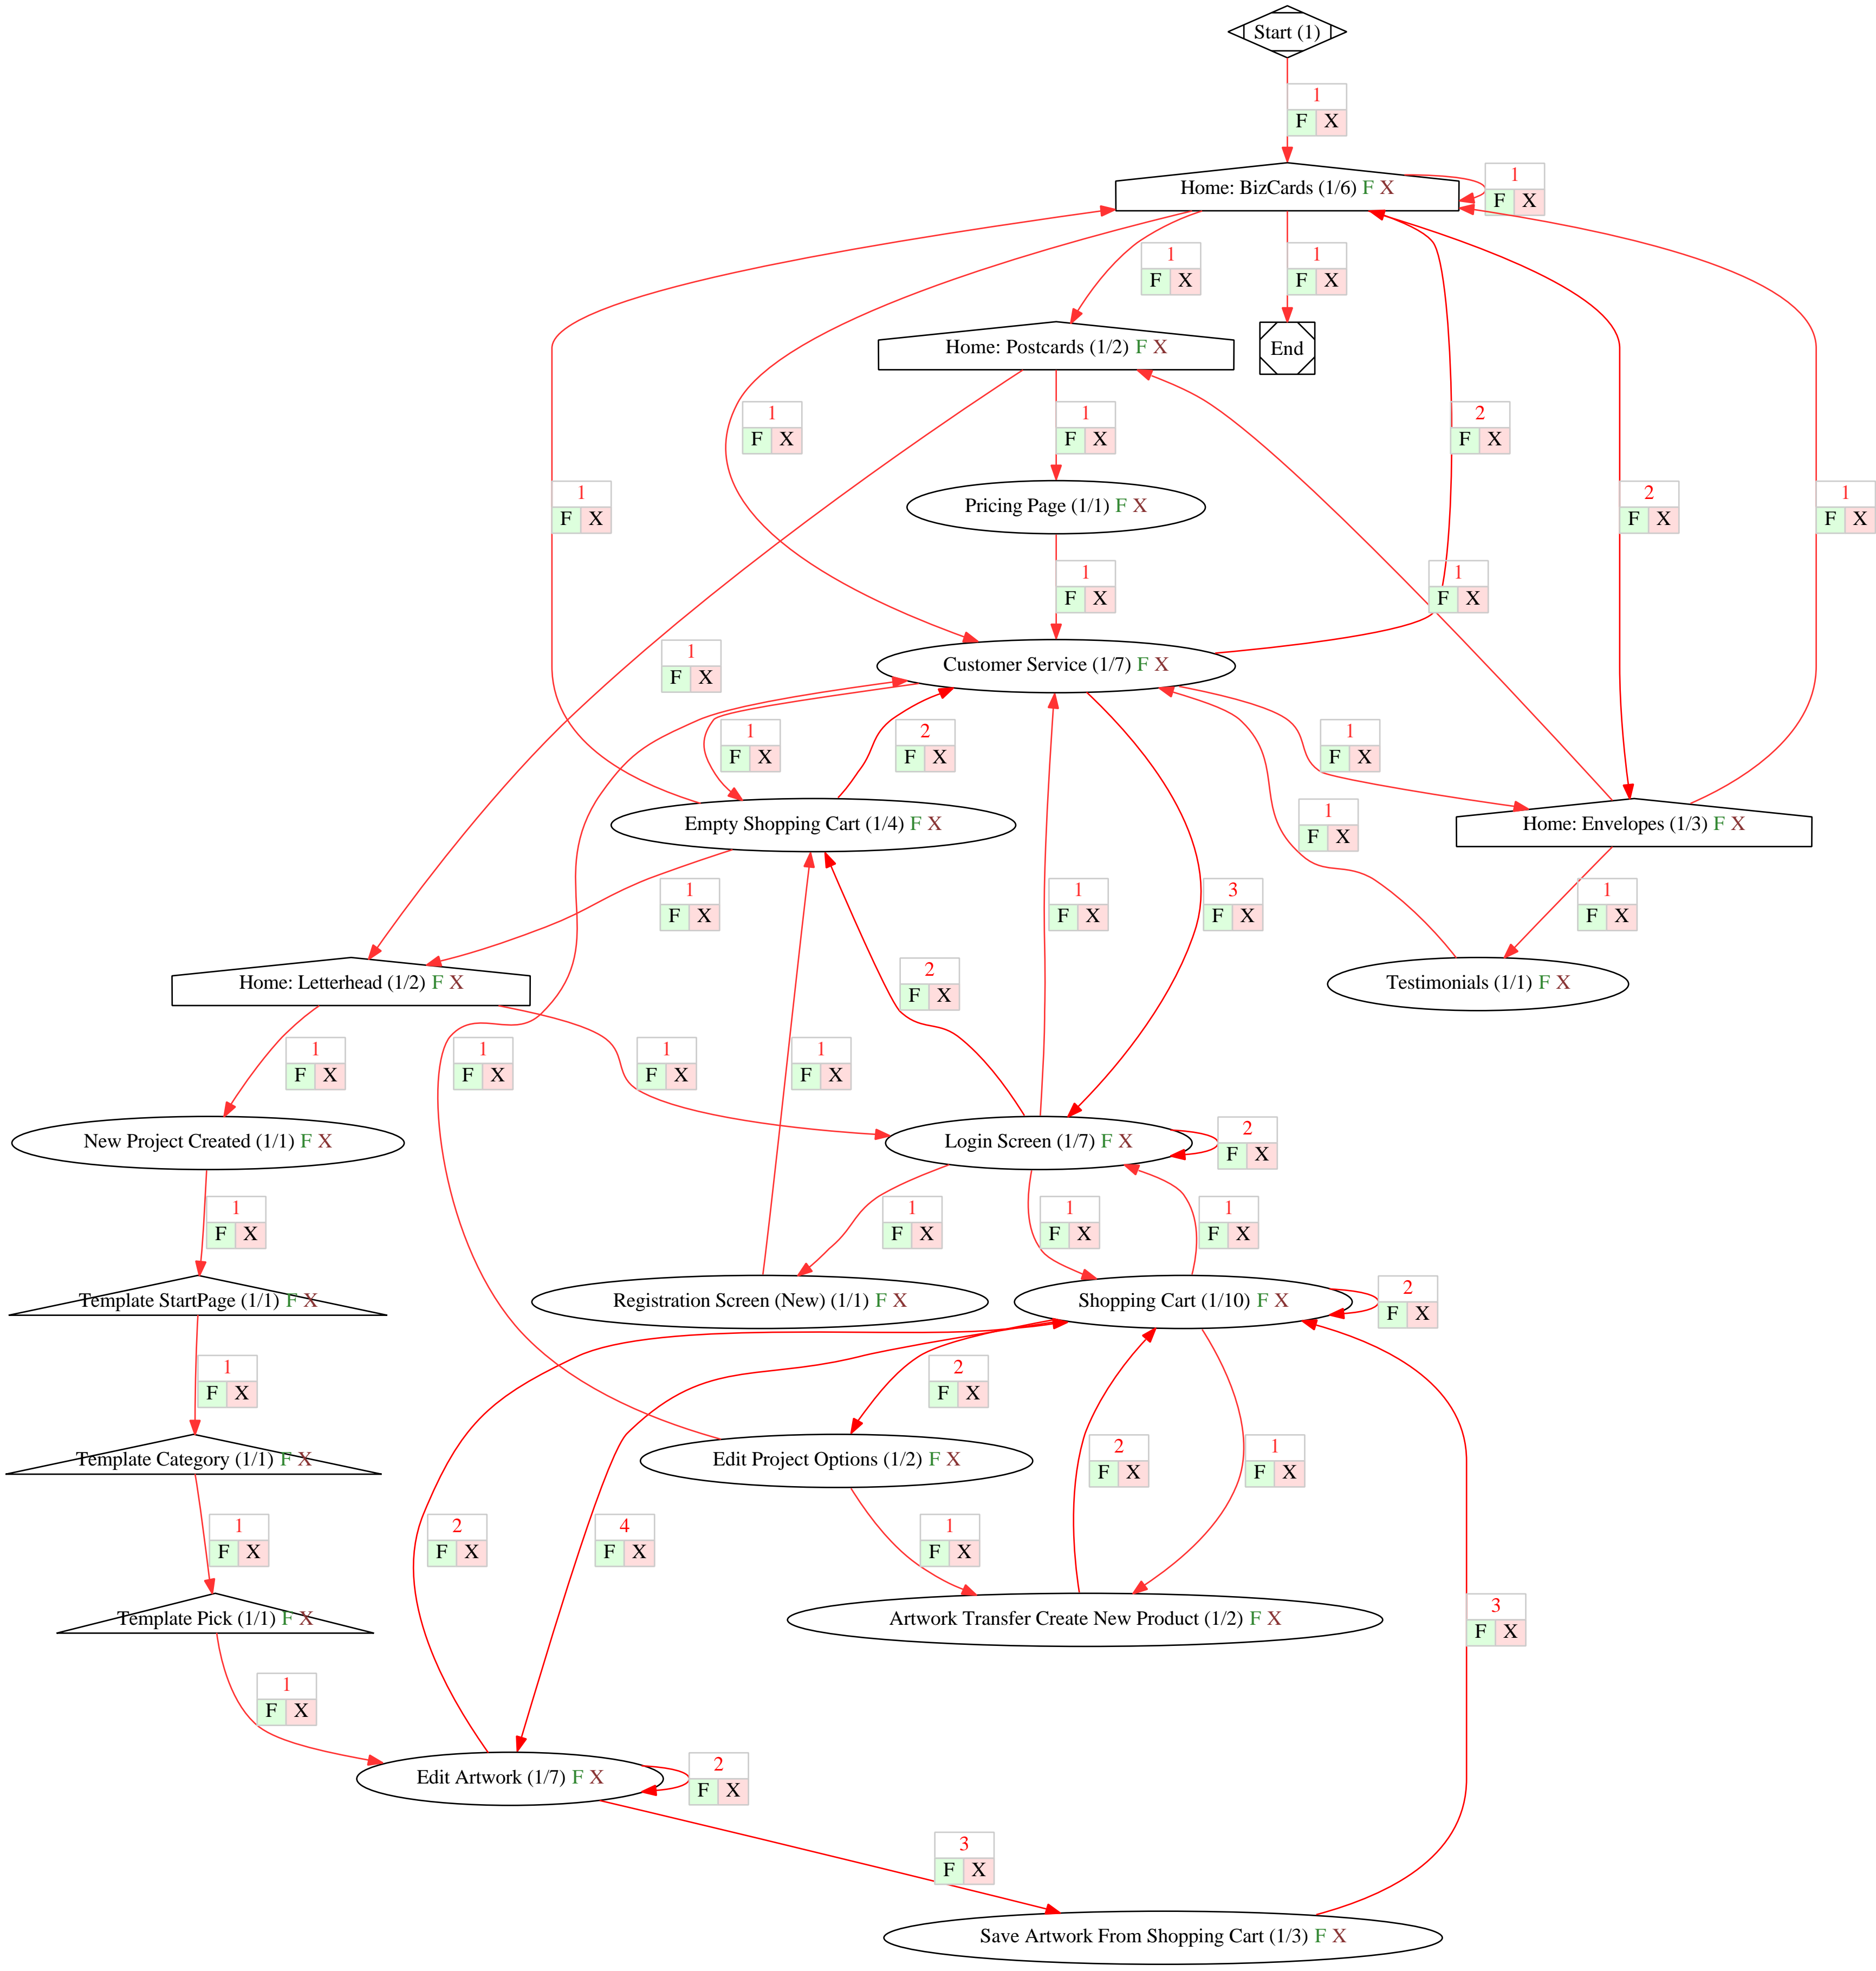 Start (1)
1
F X
Home: BizCards (1/6) F X
1
F X
1
F X
1
F X
Home: Postcards (1/2) F X
End
1
F X
1
F X
2
F X
1
F X
2
F X
1
F X
Pricing Page (1/1) F X
1
F X
1
F X
1
F X
Customer Service (1/7) F X
1
F X
2
F X
1
F X
Empty Shopping Cart (1/4) F X
1
F X
Home: Envelopes (1/3) F X
1
F X
1
F X
3
F X
1
F X
Home: Letterhead (1/2) F X
2
F X
Testimonials (1/1) F X
1
F X
1
F X
1
F X
1
F X
New Project Created (1/1) F X
Login Screen (1/7) F X
2
F X
1
F X
1
F X
1
F X
1
F X
Template StartPage (1/1) F X
Registration Screen (New) (1/1) F X
Shopping Cart (1/10) F X
2
F X
1
F X
2
F X
Template Category (1/1) F X
Edit Project Options (1/2) F X
2
F X
1
F X
1
F X
2
F X
4
F X
1
F X
Template Pick (1/1) F X
Artwork Transfer Create New Product (1/2) F X
3
F X
1
F X
Edit Artwork (1/7) F X
2
F X
3
F X
Save Artwork From Shopping Cart (1/3) F X